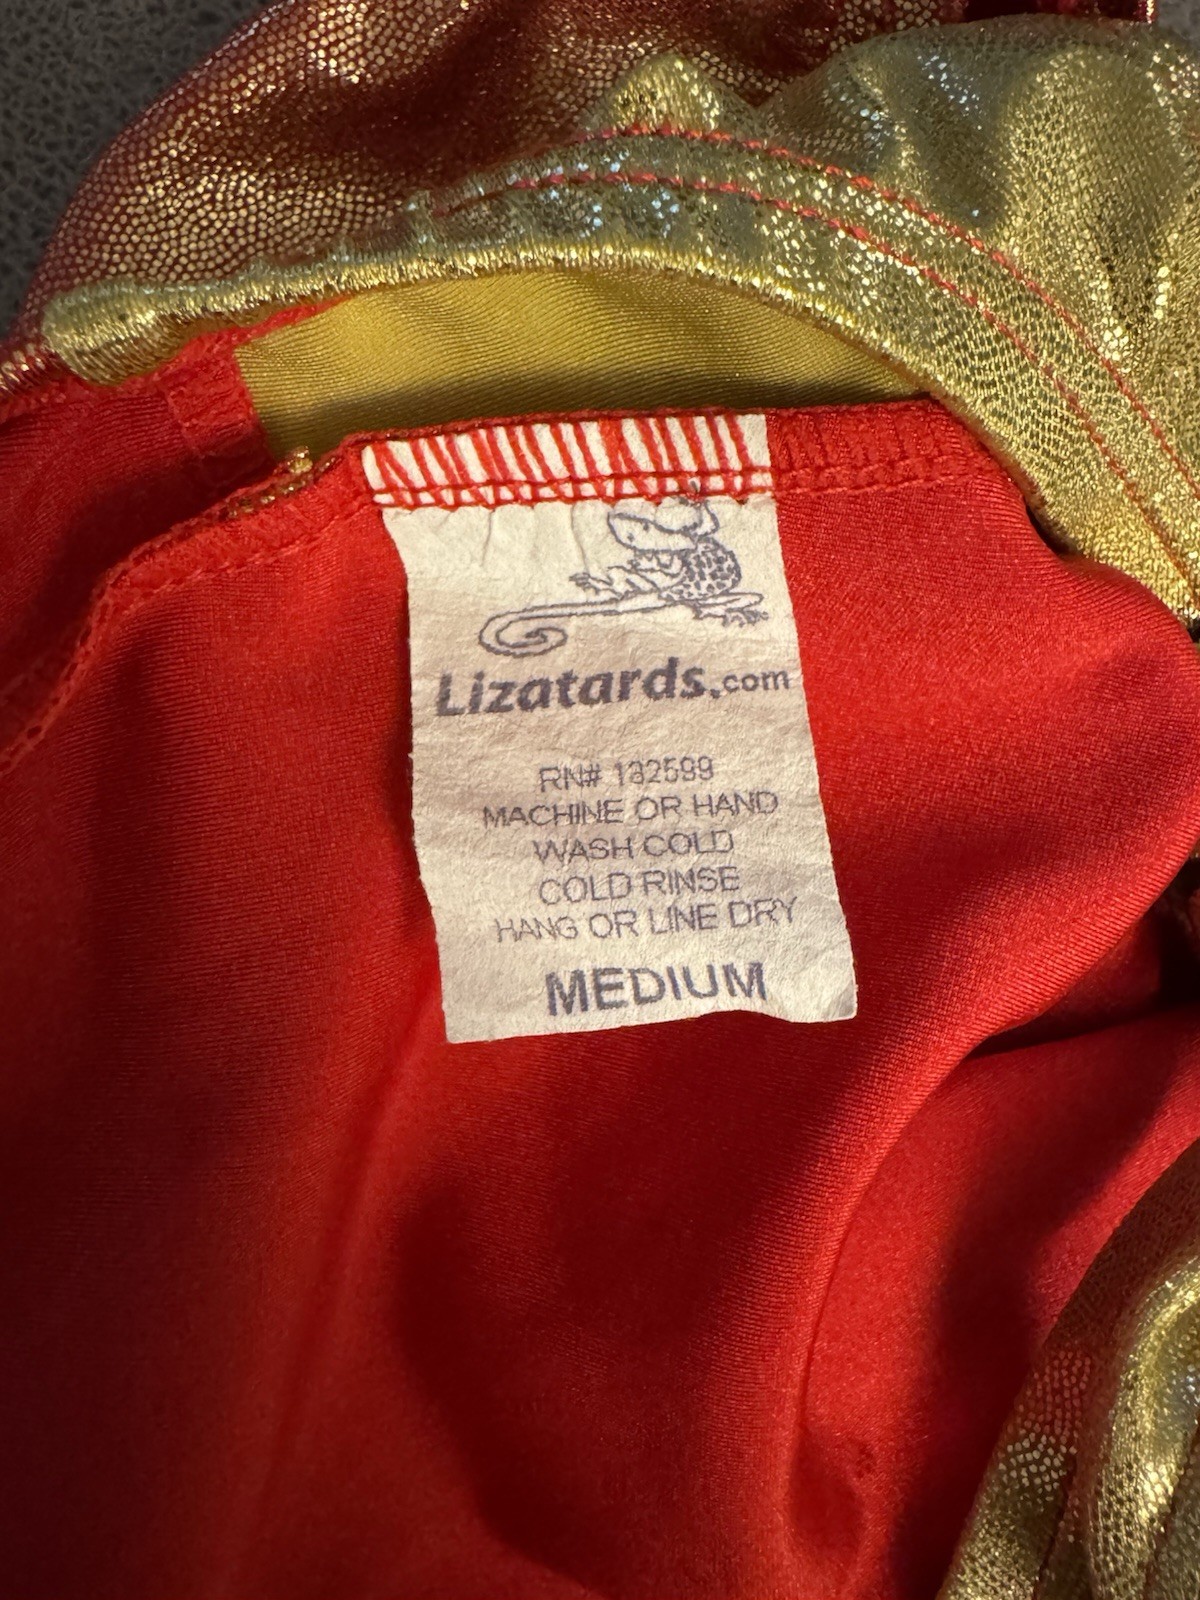 Lizatards.com
RN# 132599
MACHINE OR HAND
WASH COLD
COLD RINSE
HANG OR LINE DRY
MEDIUM